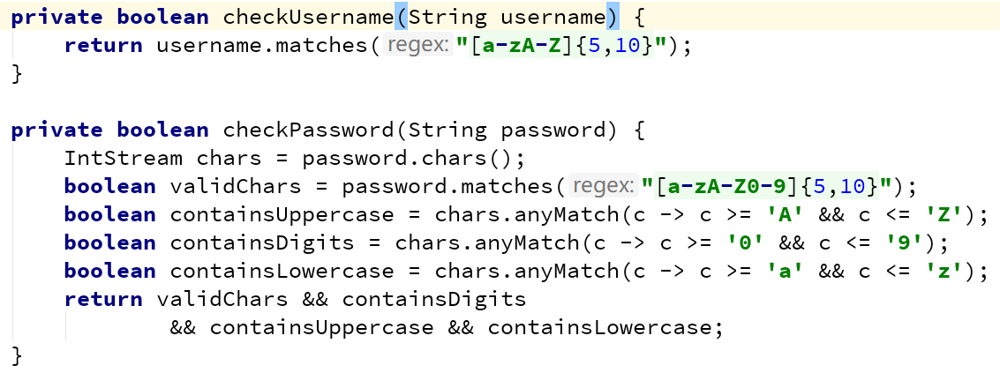 private boolean checkUsername(String username) {
return username.matches( regex: "[a-zA-Z]{5,10}");
}
private boolean checkPassword(String password) {
IntStream chars = password.chars();
boolean validChars = password.matches( regex: "[a-zA-Z0-9]{5,10}");
boolean containsUppercase = chars.anyMatch(c -> c >= 'A' && c <= 'Z');
boolean containsDigits = chars.anyMatch(c -> c >= '0' && c <= '9');
boolean containsLowercase = chars.anyMatch(c -> c >= 'a' && c <= 'z');
return validChars && containsDigits
&& containsUppercase && containsLowercase;
}